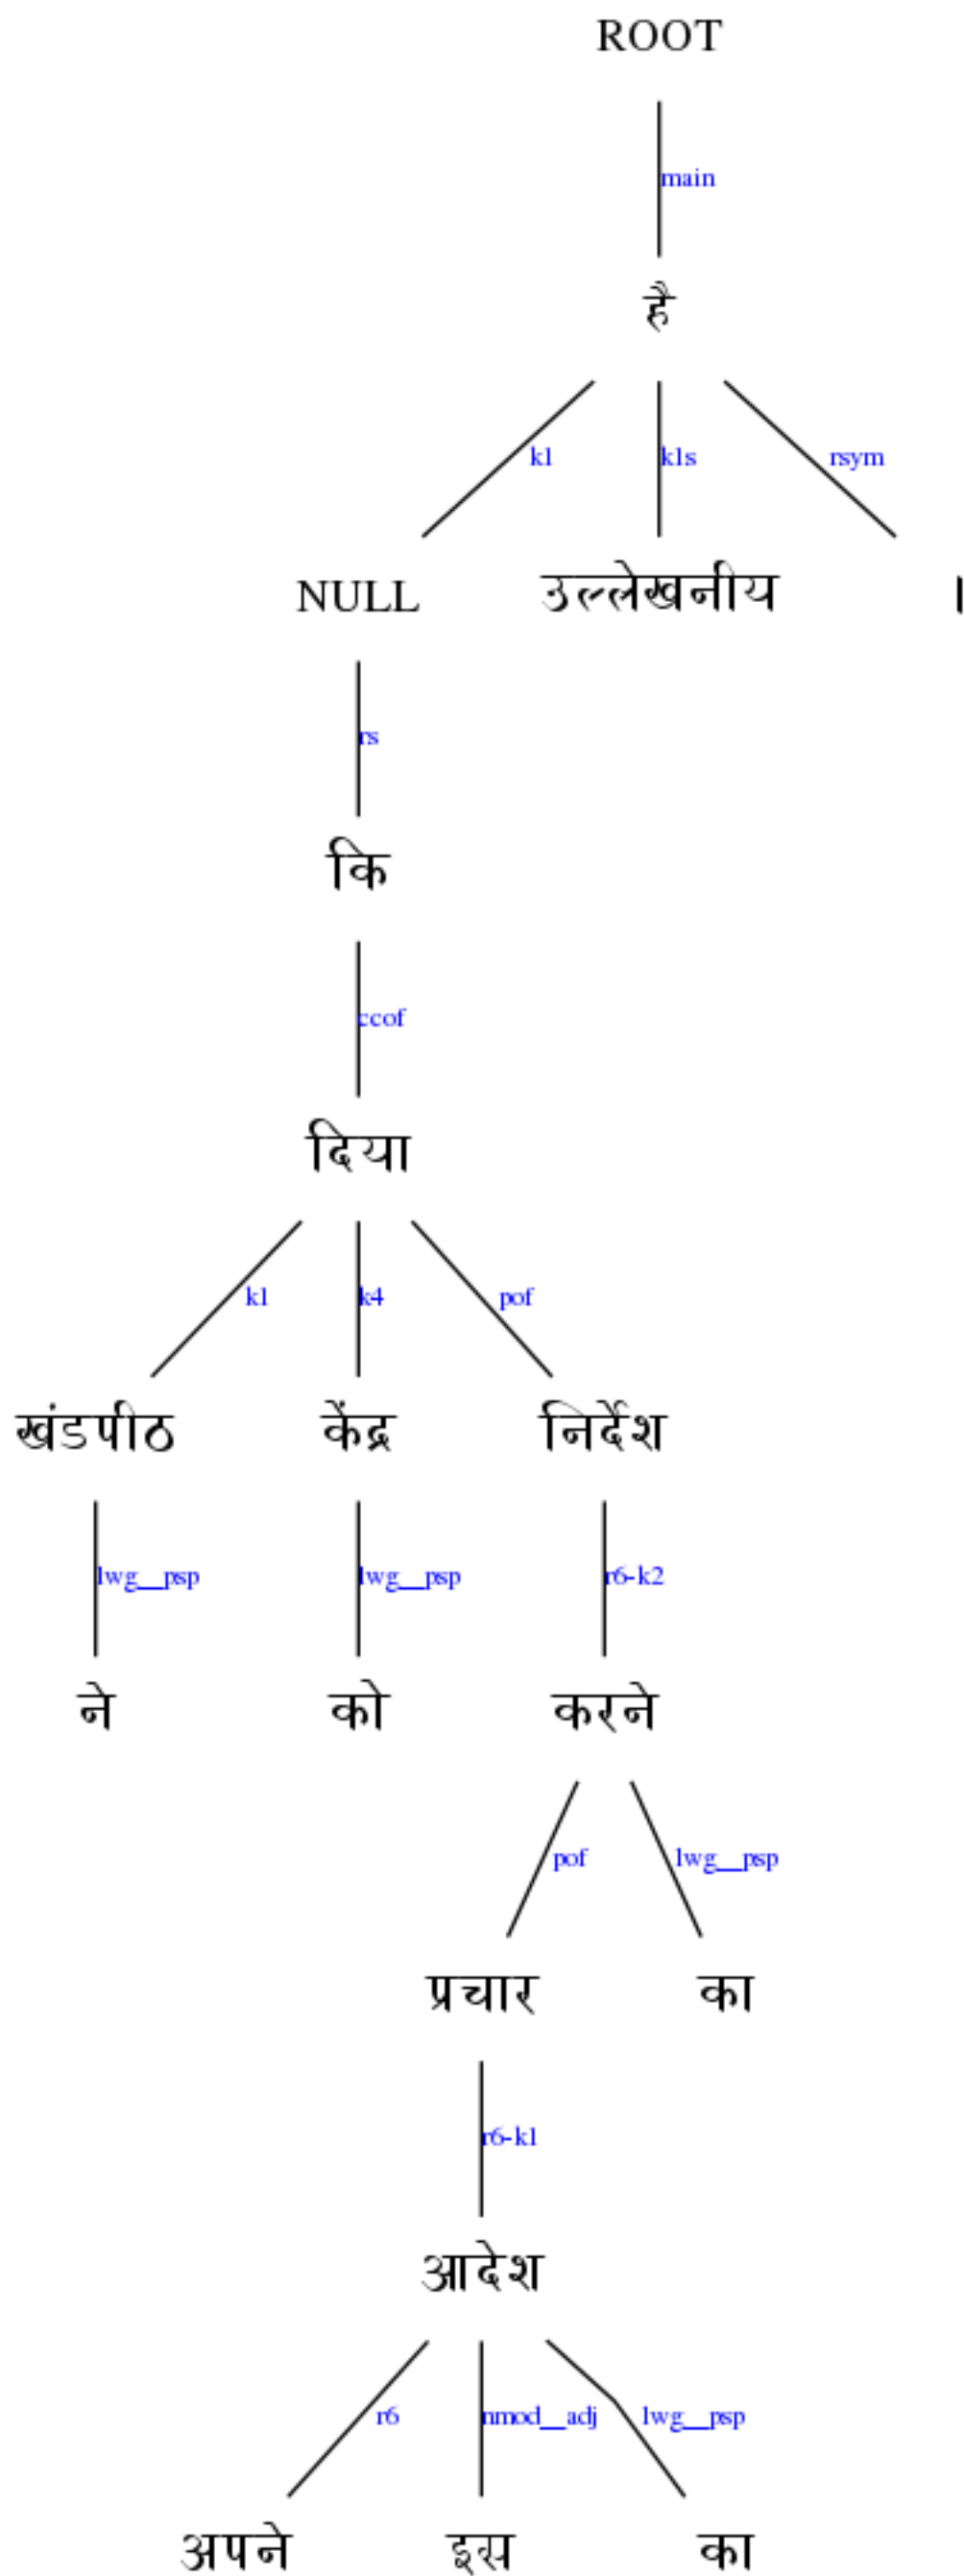 ROOT
main
है
k1 k1s rsym
NULL उल्लेखनीय ।
rs
कि
ccof
दिया
k1 k4 pof
खंडपीठ केंद्र निर्देश
lwg__psp lwg__psp r6-k2
ने को करने
pof lwg__psp
प्रचार का
r6-k1
आदेश
r6 nmod__adj lwg__psp
अपने इस का